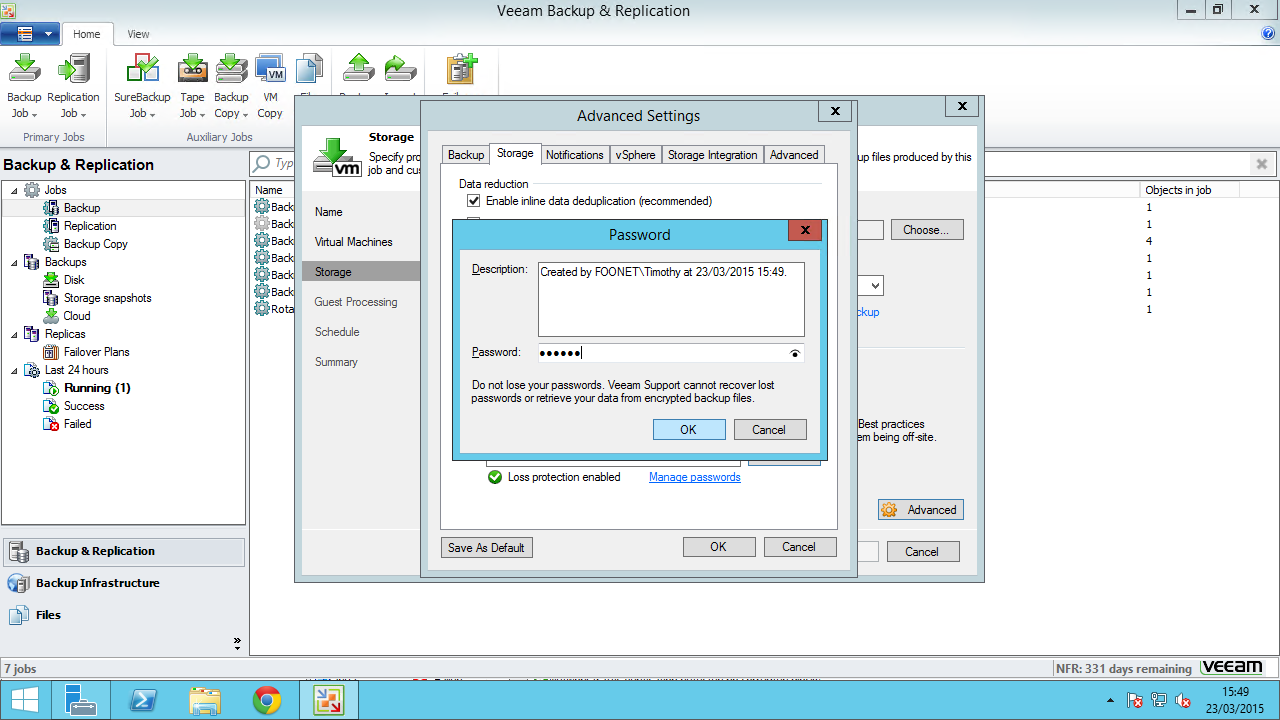 Veeam Backup & Replication
Home
View
Backup Job
Replication Job
SureBackup Job
Tape Job
Backup Copy
VM Copy
Primary Jobs
Auxiliary Jobs
Backup & Replication
Jobs
Backup
Replication
Backup Copy
Backups
Disk
Storage snapshots
Cloud
Replicas
Failover Plans
Last 24 hours
Running (1)
Success
Failed
Backup & Replication
Backup Infrastructure
Files
Name
Objects in job
Back
1
Back
1
Back
4
Back
1
Back
1
Back
1
Rota
1
Storage
Specify pro
job and cus
up files produced by this
Name
Virtual Machines
Storage
Guest Processing
Schedule
Summary
Choose...
ckup
Best practices
em being off-site.
Advanced
Cancel
Advanced Settings
Backup
Storage
Notifications
vSphere
Storage Integration
Advanced
Data reduction
Enable inline data deduplication (recommended)
Password
Description:
Created by FOONET\Timothy at 23/03/2015 15:49.
Password:
●●●●●●
Do not lose your passwords. Veeam Support cannot recover lost
passwords or retrieve your data from encrypted backup files.
OK
Cancel
Loss protection enabled
Manage passwords
Save As Default
OK
Cancel
7 jobs
NFR: 331 days remaining
veeam
VM
vm
15:49
23/03/2015